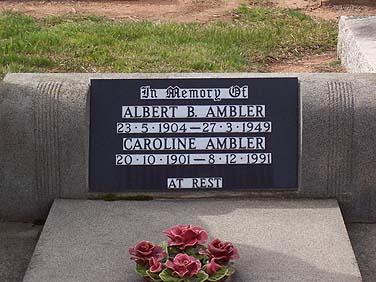 In Memory Of
ALBERT B. AMBLER
23·5·1904—27·3·1949
CAROLINE AMBLER
20·10·1901—8·12·1991
AT REST